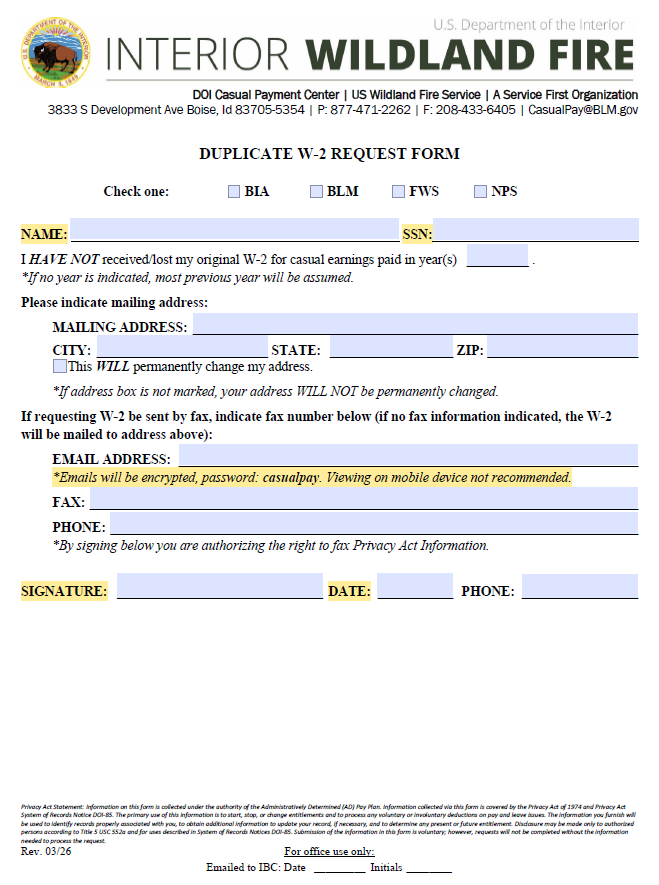 U.S. Department of the Interior
U.S. DEPARTMENT OF THE INTERIOR
MARCH 3, 1849
INTERIOR WILDLAND FIRE
DOI Casual Payment Center | US Wildland Fire Service | A Service First Organization
3833 S Development Ave Boise, Id 83705-5354 | P: 877-471-2262 | F: 208-433-6405 | CasualPay@BLM.gov
DUPLICATE W-2 REQUEST FORM
Check one: BIA BLM FWS NPS
NAME: SSN:
I HAVE NOT received/lost my original W-2 for casual earnings paid in year(s) ________ .
*If no year is indicated, most previous year will be assumed.
Please indicate mailing address:
MAILING ADDRESS:
CITY: STATE: ZIP:
This WILL permanently change my address.
*If address box is not marked, your address WILL NOT be permanently changed.
If requesting W-2 be sent by fax, indicate fax number below (if no fax information indicated, the W-2
will be mailed to address above):
EMAIL ADDRESS:
*Emails will be encrypted, password: casualpay. Viewing on mobile device not recommended.
FAX:
PHONE:
*By signing below you are authorizing the right to fax Privacy Act Information.
SIGNATURE: DATE: PHONE:
Privacy Act Statement: Information on this form is collected under the authority of the Administratively Determined (AD) Pay Plan. Information collected via this form is covered by the Privacy Act of 1974 and Privacy Act
System of Records Notice DOI-85. The primary use of this information is to start, stop, or change entitlements and to process any voluntary or involuntary deductions on pay and leave issues. The information you furnish will
be used to identify records properly associated with you, to obtain additional information to update your record, if necessary, and to determine any present or future entitlement. Disclosure may be made only to authorized
persons according to Title 5 USC 552a and for uses described in System of Records Notices DOI-85. Submission of the information in this form is voluntary; however, requests will not be completed without the information
needed to process the request.
Rev. 03/26 For office use only:
Emailed to IBC: Date ________ Initials _______